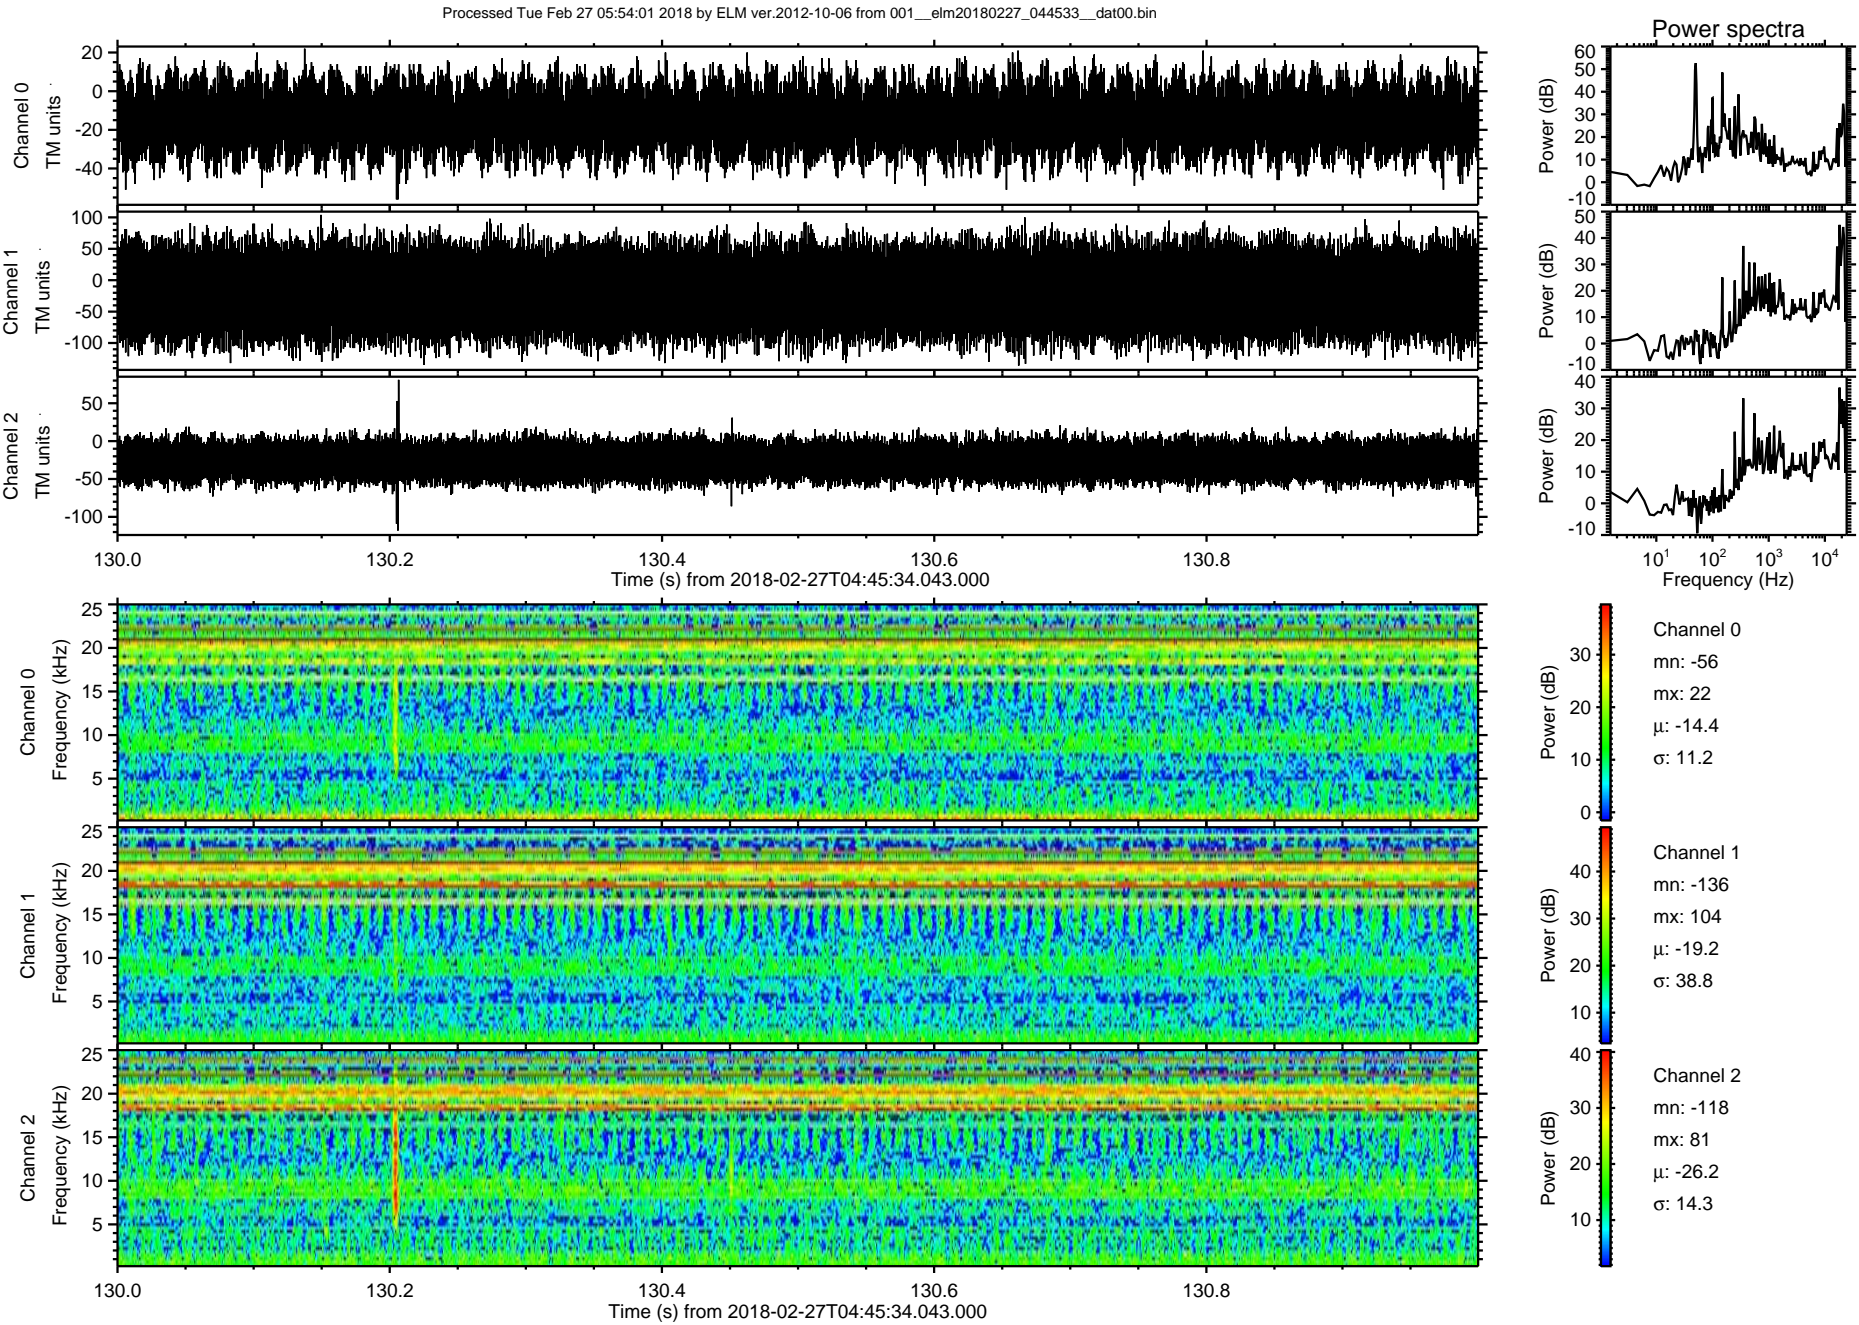 Processed Tue Feb 27 05:54:01 2018 by ELM ver.2012-10-06 from 001__elm20180227_044533__dat00.bin
Power spectra
Channel 0
TM units
20
0
-20
-40
Power (dB)
60
50
40
30
20
10
0
-10
Channel 1
TM units
100
50
0
-50
-100
Power (dB)
50
40
30
20
10
0
-10
Channel 2
TM units
50
0
-50
-100
Power (dB)
40
30
20
10
0
-10
130.0 130.2 130.4 130.6 130.8
Time (s) from 2018-02-27T04:45:34.043.000
10^1 10^2 10^3 10^4
Frequency (Hz)
Channel 0
Frequency (kHz)
25
20
15
10
5
Power (dB)
30
20
10
0
Channel 0
mn: -56
mx: 22
μ: -14.4
σ: 11.2
Channel 1
Frequency (kHz)
25
20
15
10
5
Power (dB)
40
30
20
10
Channel 1
mn: -136
mx: 104
μ: -19.2
σ: 38.8
Channel 2
Frequency (kHz)
25
20
15
10
5
Power (dB)
40
30
20
10
Channel 2
mn: -118
mx: 81
μ: -26.2
σ: 14.3
130.0 130.2 130.4 130.6 130.8
Time (s) from 2018-02-27T04:45:34.043.000